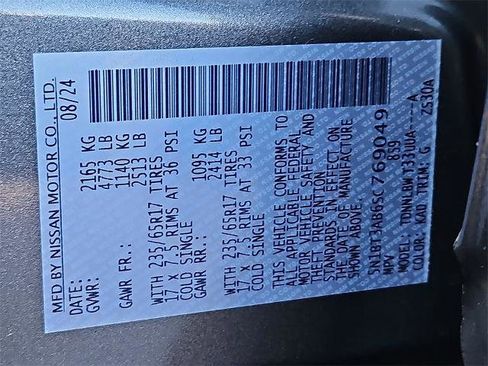 MFD BY NISSAN MOTOR CO., LTD.
DATE: 08/24
GVWR: 2165 KG
4773 LB
GAWR FR.: 1140 KG
2513 LB
WITH 235/65R17 TIRES
17 X 7.5 RIMS AT 36 PSI
COLD SINGLE
GAWR RR.: 1095 KG
2414 LB
WITH 235/65R17 TIRES
17 X 7.5 RIMS AT 33 PSI
COLD SINGLE
THIS VEHICLE CONFORMS TO
ALL APPLICABLE FEDERAL
MOTOR VEHICLE SAFETY AND
THEFT PREVENTION
STANDARDS IN EFFECT ON
THE DATE OF MANUFACTURE
SHOWN ABOVE.
5N1BT3AB6SC769049
MPV 839
MODEL: TDNNLBW T33UUA----A
COLOR: KAD TRIM: G ZS10A